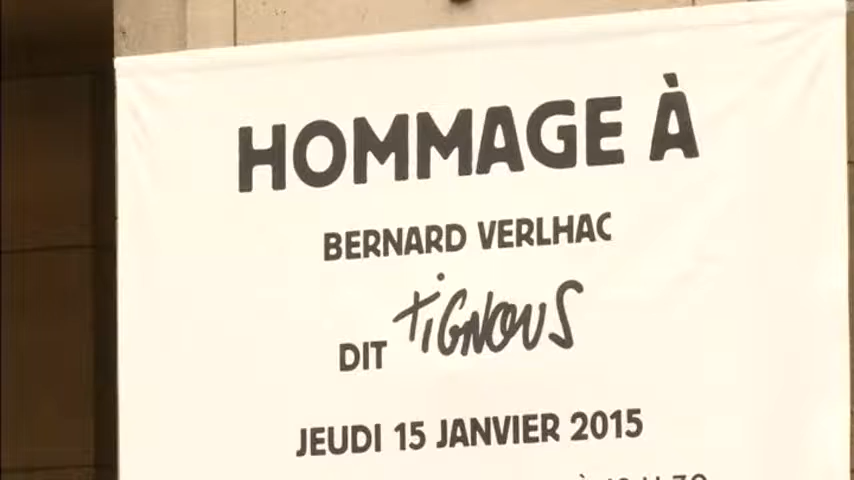 HOMMAGE À
BERNARD VERLHAC
DIT tiGNOUS
JEUDI 15 JANVIER 2015